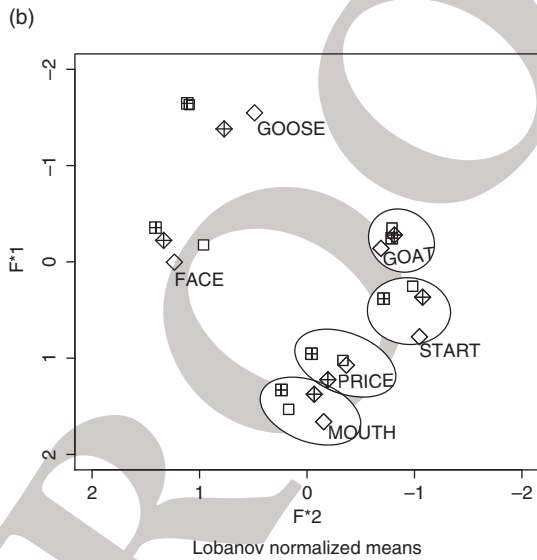 (b)
−2
−1
0
1
2
F*1
GOOSE
FACE
GOAT
START
PRICE
MOUTH
2
1
0
−1
−2
F*2
Lobanov normalized means